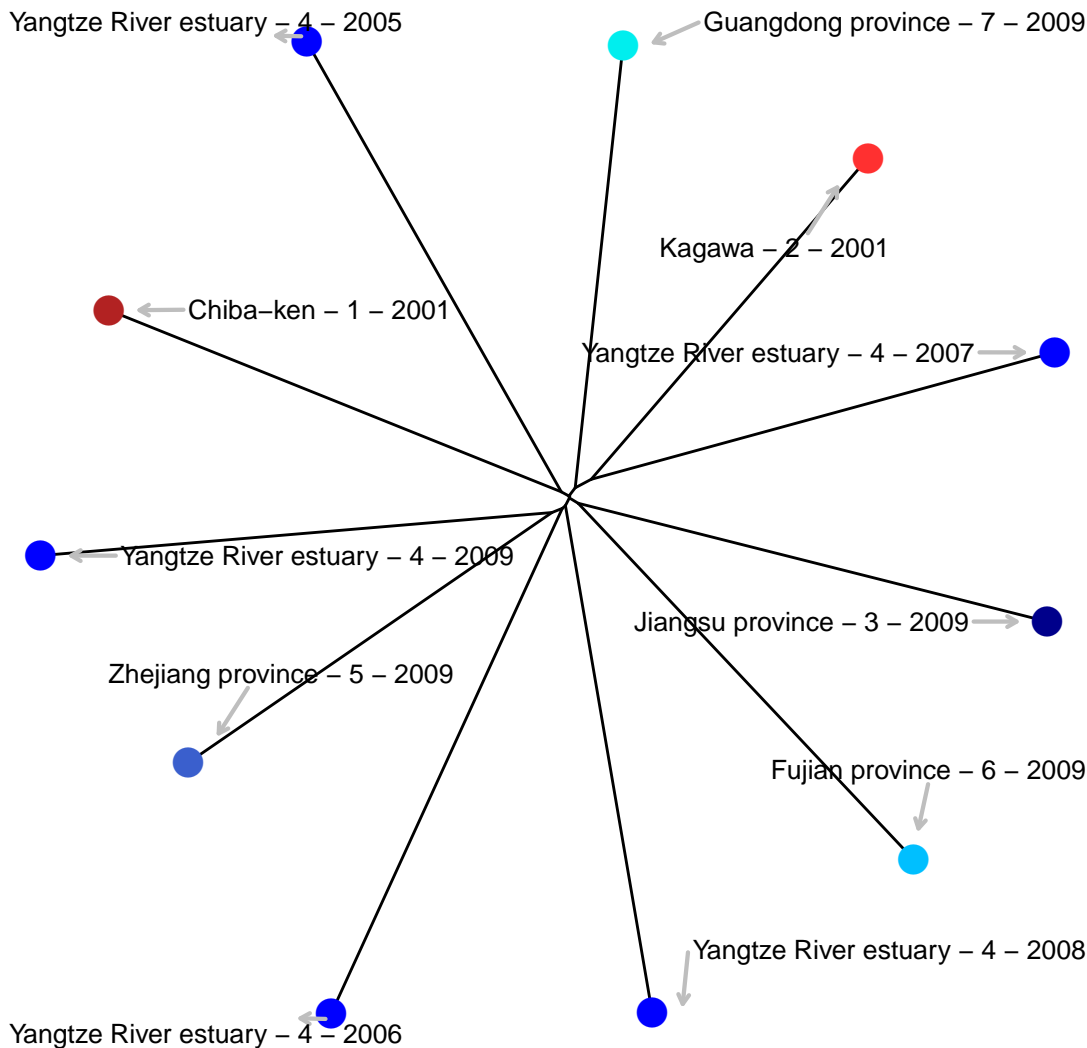 Yangtze River estuary – 4 – 2005
Guangdong province – 7 – 2009
Kagawa – 2 – 2001
Chiba–ken – 1 – 2001
Yangtze River estuary – 4 – 2007
Yangtze River estuary – 4 – 2009
Jiangsu province – 3 – 2009
Zhejiang province – 5 – 2009
Fujian province – 6 – 2009
Yangtze River estuary – 4 – 2008
Yangtze River estuary – 4 – 2006